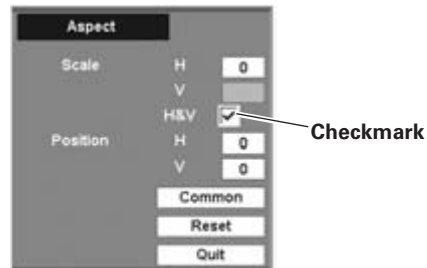 Aspect
Scale H 0
V
H&V
Checkmark
Position H 0
V 0
Common
Reset
Quit